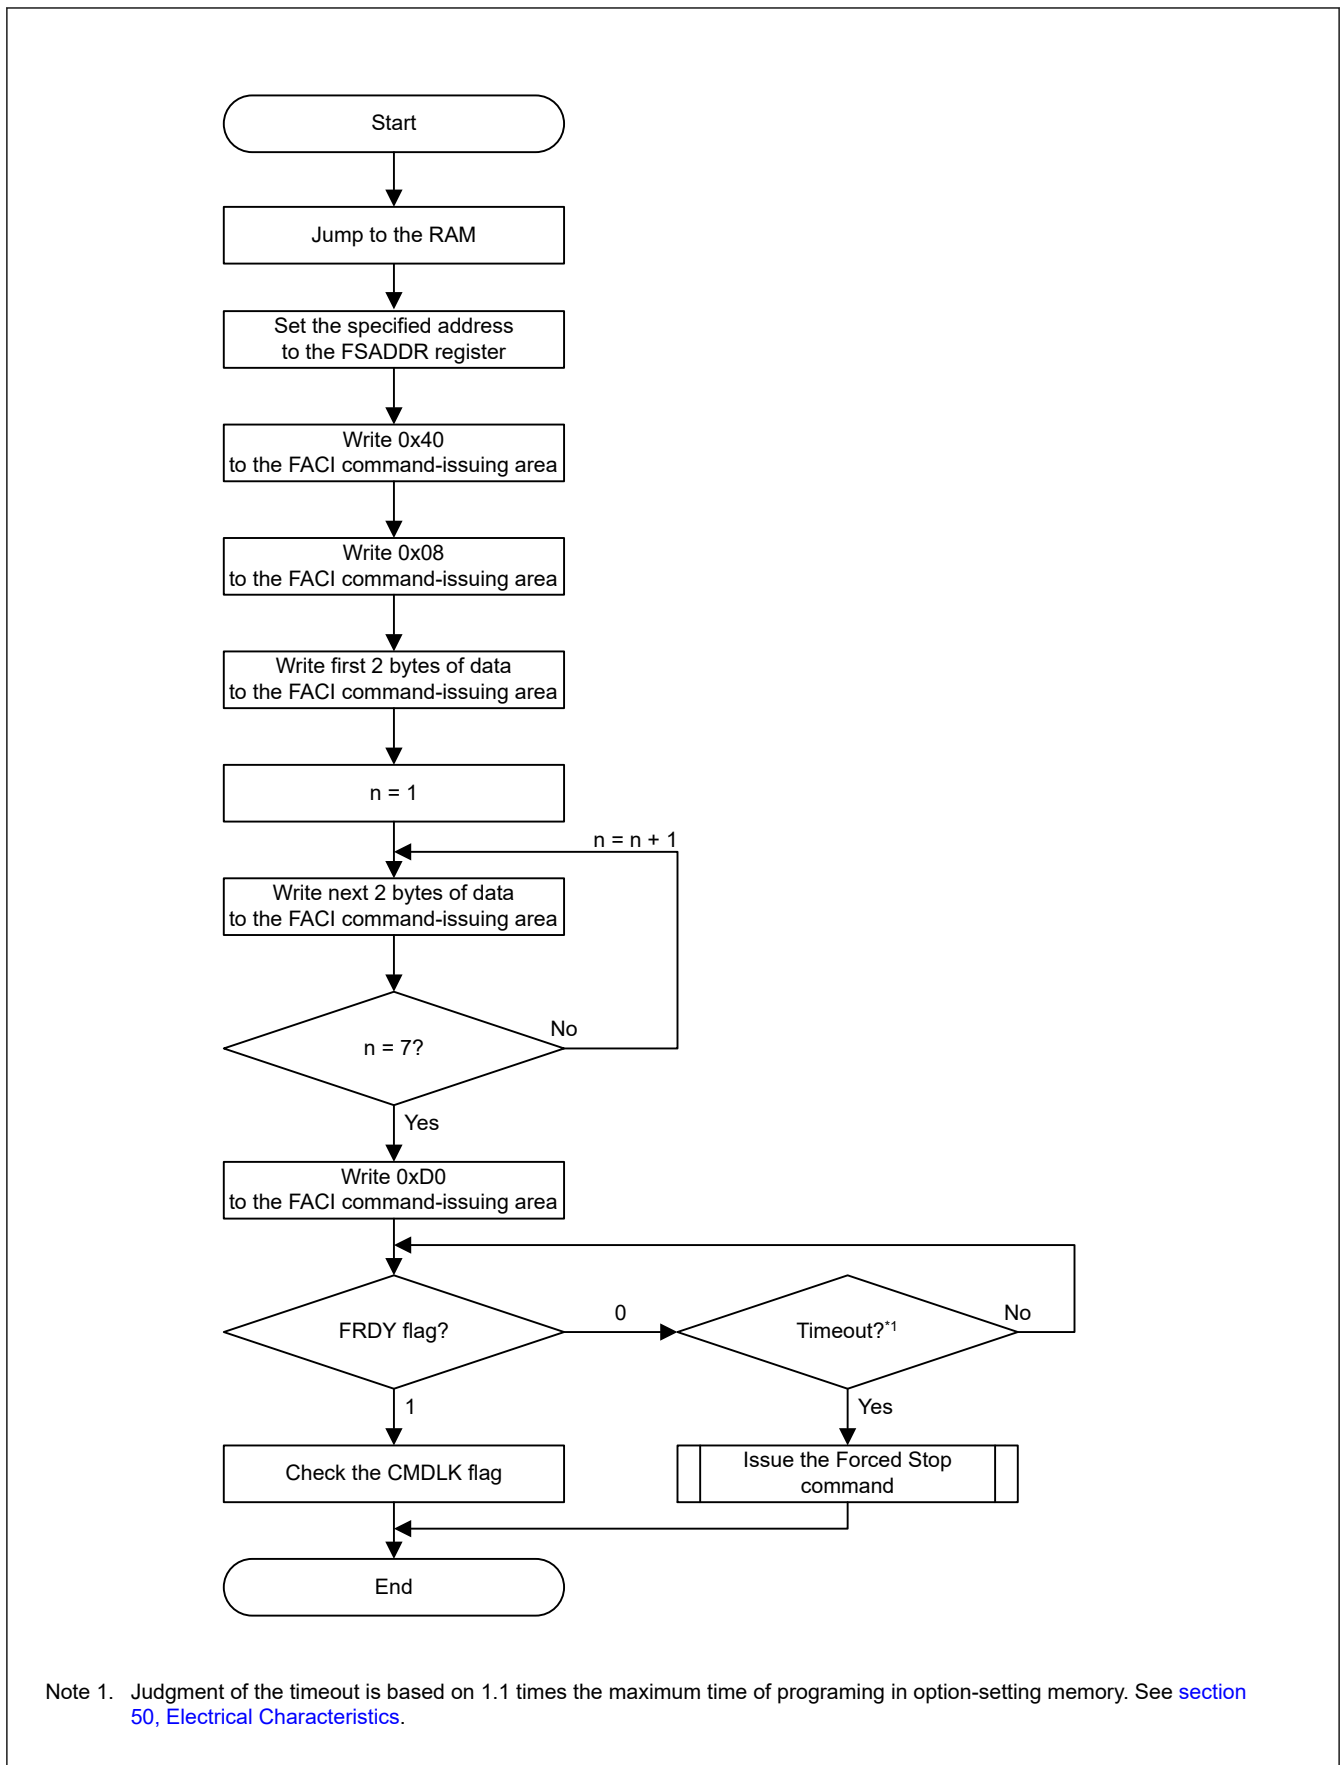 Start
Jump to the RAM
Set the specified address
to the FSADDR register
Write 0x40
to the FACI command-issuing area
Write 0x08
to the FACI command-issuing area
Write first 2 bytes of data
to the FACI command-issuing area
n = 1
n = n + 1
Write next 2 bytes of data
to the FACI command-issuing area
No
n = 7?
Yes
Write 0xD0
to the FACI command-issuing area
FRDY flag?
0
Timeout?*1
No
1
Yes
Check the CMDLK flag
Issue the Forced Stop
command
End
Note 1. Judgment of the timeout is based on 1.1 times the maximum time of programing in option-setting memory. See section
50, Electrical Characteristics.